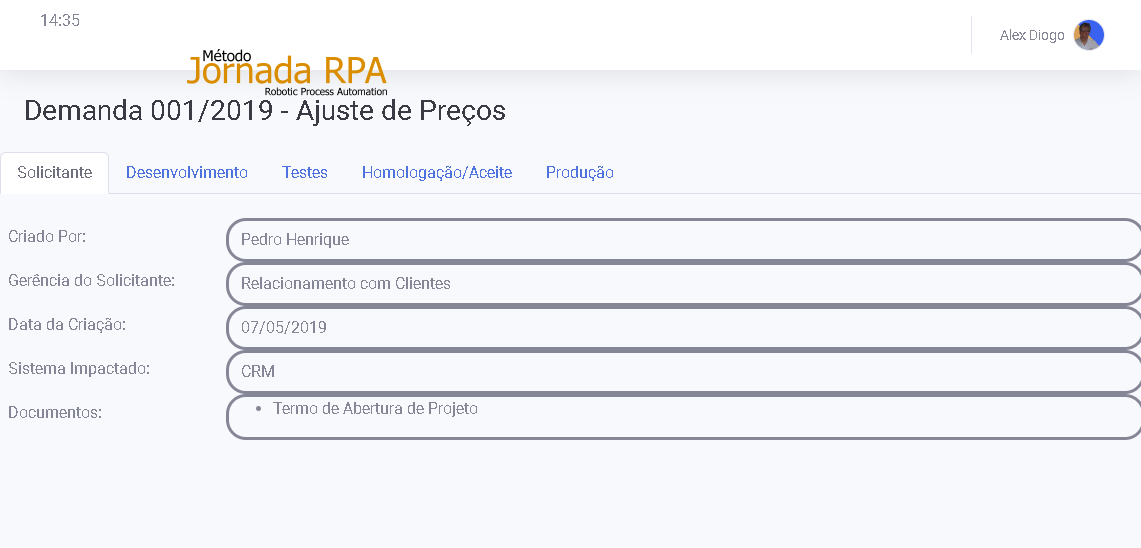 14:35
Alex Diogo
Método
Jornada RPA
Robotic Process Automation
Demanda 001/2019 - Ajuste de Preços
Solicitante Desenvolvimento Testes Homologação/Aceite Produção
Criado Por: Pedro Henrique
Gerência do Solicitante: Relacionamento com Clientes
Data da Criação: 07/05/2019
Sistema Impactado: CRM
Documentos: • Termo de Abertura de Projeto